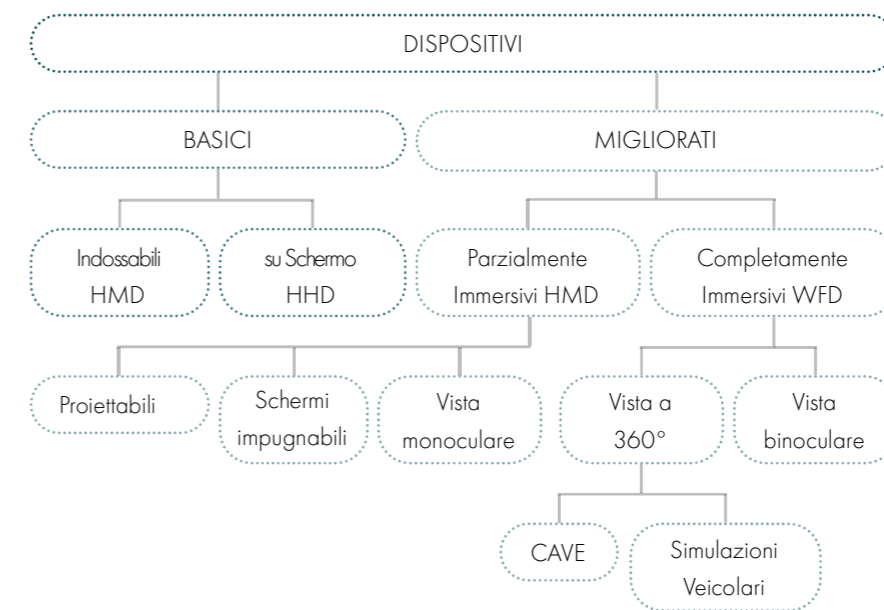 DISPOSITIVI
BASICI
MIGLIORATI
Indossabili
HMD
su Schermo
HHD
Parzialmente
Immersivi HMD
Completamente
Immersivi WFD
Proiettabili
Schermi
impugnabili
Vista
monoculare
Vista a
360°
Vista
binoculare
CAVE
Simulazioni
Veicolari